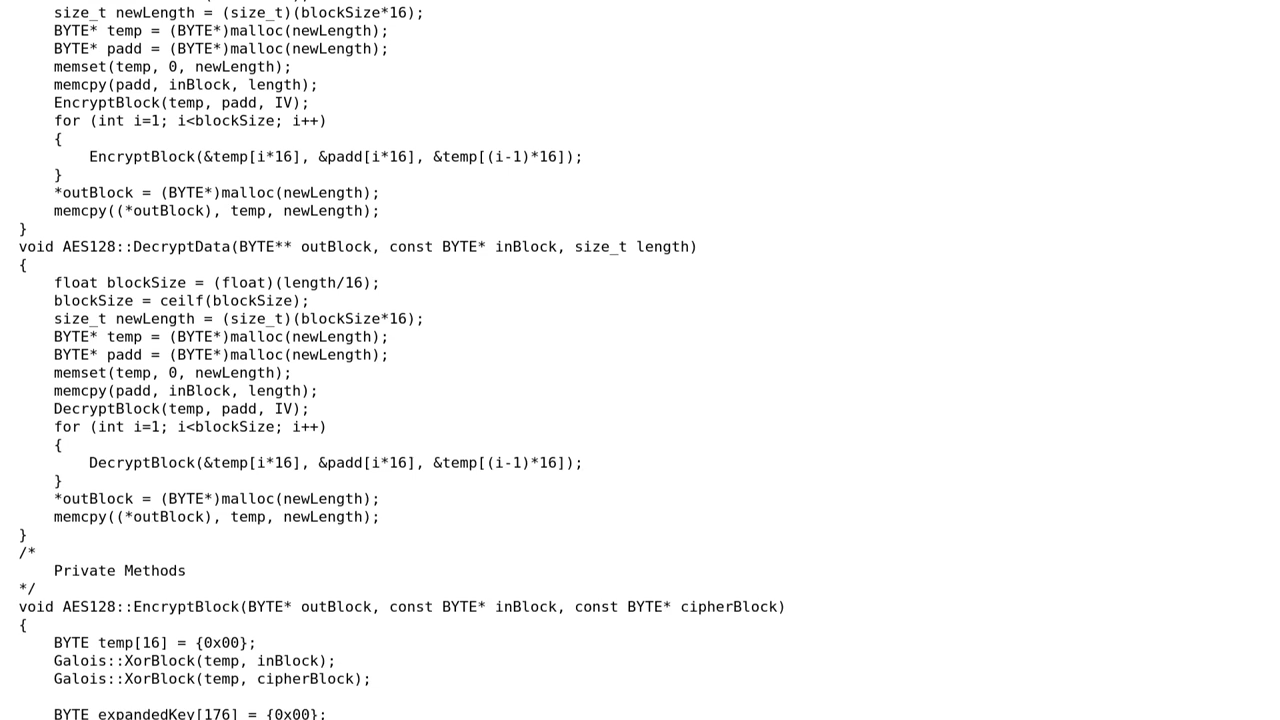 size_t newLength = (size_t)(blockSize*16);
BYTE* temp = (BYTE*)malloc(newLength);
BYTE* padd = (BYTE*)malloc(newLength);
memset(temp, 0, newLength);
memcpy(padd, inBlock, length);
EncryptBlock(temp, padd, IV);
for (int i=1; i<blockSize; i++)
{
EncryptBlock(&temp[i*16], &padd[i*16], &temp[(i-1)*16]);
}
*outBlock = (BYTE*)malloc(newLength);
memcpy((*outBlock), temp, newLength);
}
void AES128::DecryptData(BYTE** outBlock, const BYTE* inBlock, size_t length)
{
float blockSize = (float)(length/16);
blockSize = ceilf(blockSize);
size_t newLength = (size_t)(blockSize*16);
BYTE* temp = (BYTE*)malloc(newLength);
BYTE* padd = (BYTE*)malloc(newLength);
memset(temp, 0, newLength);
memcpy(padd, inBlock, length);
DecryptBlock(temp, padd, IV);
for (int i=1; i<blockSize; i++)
{
DecryptBlock(&temp[i*16], &padd[i*16], &temp[(i-1)*16]);
}
*outBlock = (BYTE*)malloc(newLength);
memcpy((*outBlock), temp, newLength);
}
/*
Private Methods
*/
void AES128::EncryptBlock(BYTE* outBlock, const BYTE* inBlock, const BYTE* cipherBlock)
{
BYTE temp[16] = {0x00};
Galois::XorBlock(temp, inBlock);
Galois::XorBlock(temp, cipherBlock);
BYTE expandedKey[176] = {0x00};